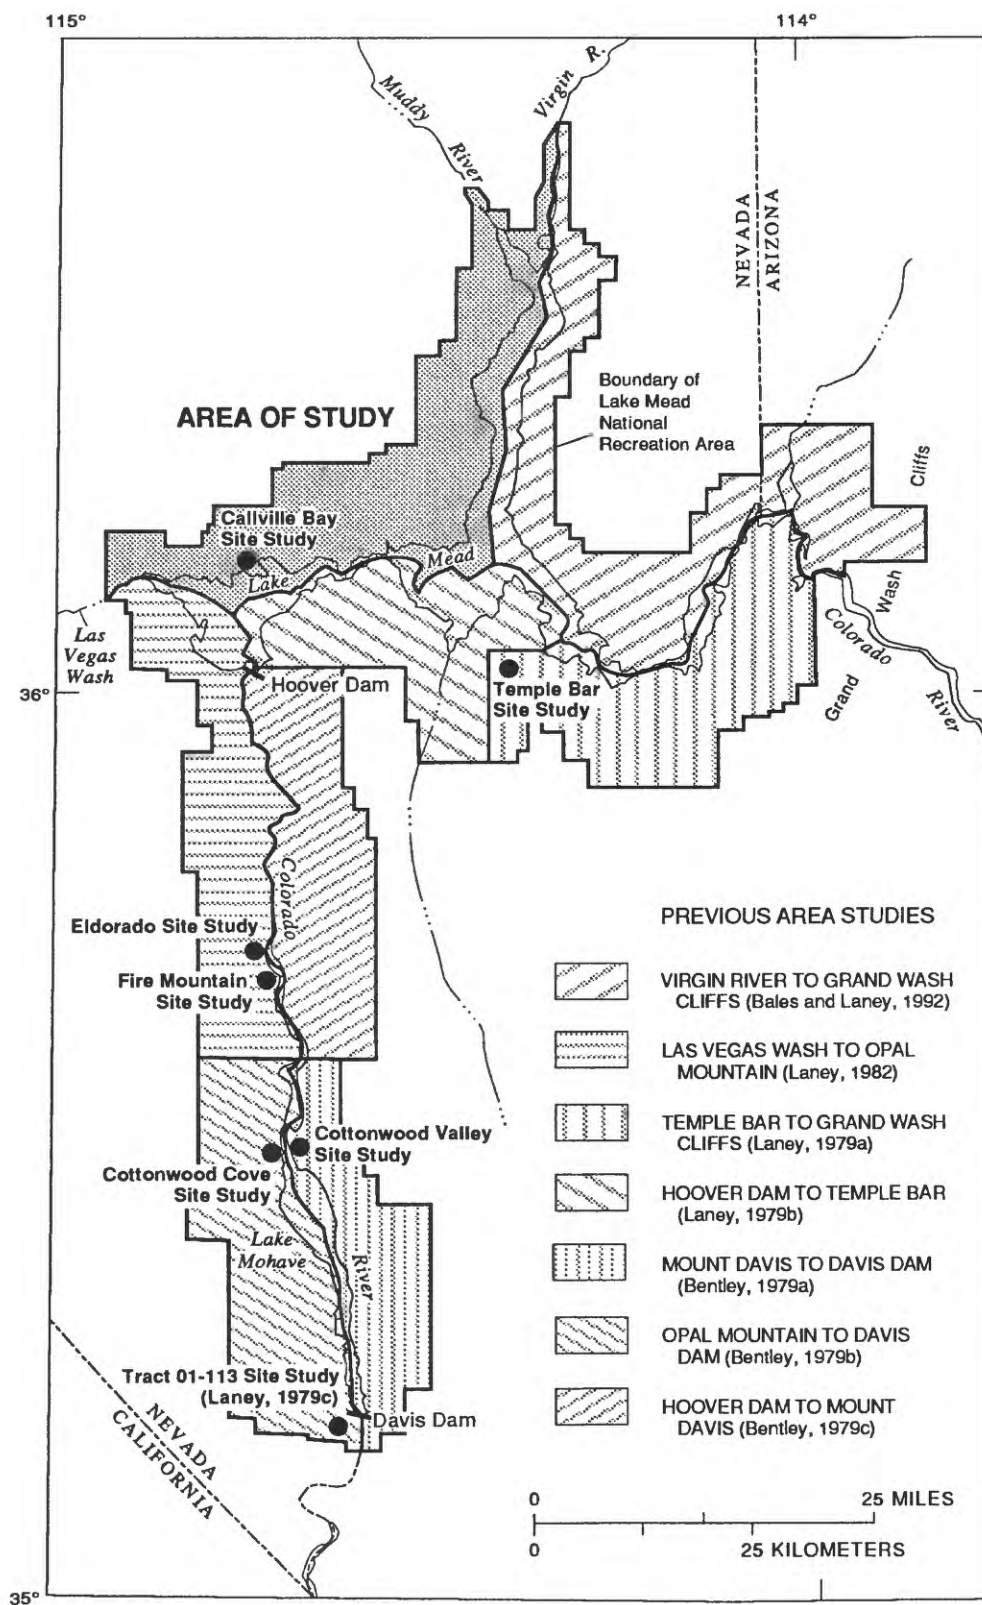 115°
114°
Muddy
River
Virgin R.
NEVADA
ARIZONA
Boundary of
Lake Mead
National
Recreation Area
AREA OF STUDY
Cliffs
Callville Bay
Site Study
Lake
Mead
Wash
Grand
Las
Vegas
Wash
Colorado
River
36°
Hoover Dam
Temple Bar
Site Study
Colorado
Eldorado Site Study
Fire Mountain
Site Study
Cottonwood Valley
Site Study
Cottonwood Cove
Site Study
Lake
Mohave
River
Tract 01-113 Site Study
(Laney, 1979c)
Davis Dam
NEVADA
CALIFORNIA
35°
PREVIOUS AREA STUDIES
VIRGIN RIVER TO GRAND WASH
CLIFFS (Bales and Laney, 1992)
LAS VEGAS WASH TO OPAL
MOUNTAIN (Laney, 1982)
TEMPLE BAR TO GRAND WASH
CLIFFS (Laney, 1979a)
HOOVER DAM TO TEMPLE BAR
(Laney, 1979b)
MOUNT DAVIS TO DAVIS DAM
(Bentley, 1979a)
OPAL MOUNTAIN TO DAVIS
DAM (Bentley, 1979b)
HOOVER DAM TO MOUNT
DAVIS (Bentley, 1979c)
0 25 MILES
0 25 KILOMETERS